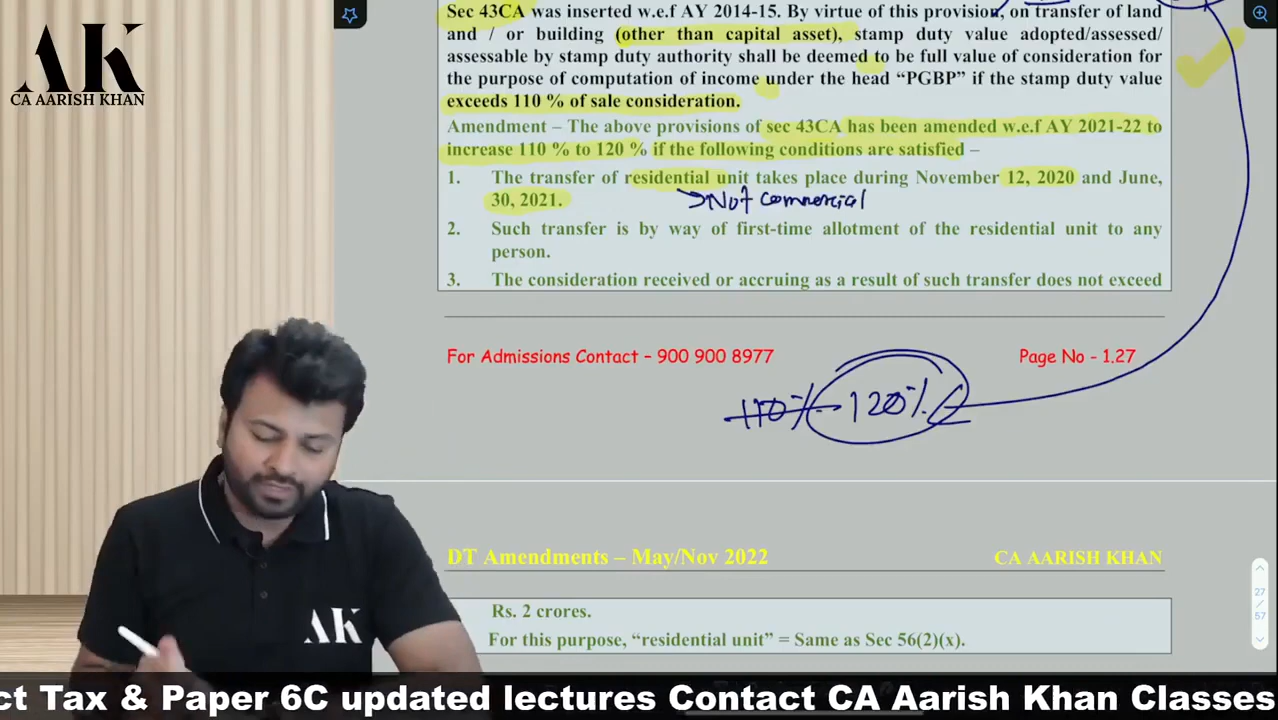 AK
CA AARISH KHAN
Sec 43CA was inserted w.e.f AY 2014-15. By virtue of this provision, on transfer of land
and / or building (other than capital asset), stamp duty value adopted/assessed/
assessable by stamp duty authority shall be deemed to be full value of consideration for
the purpose of computation of income under the head “PGBP” if the stamp duty value
exceeds 110 % of sale consideration.
Amendment – The above provisions of sec 43CA has been amended w.e.f AY 2021-22 to
increase 110 % to 120 % if the following conditions are satisfied –
1. The transfer of residential unit takes place during November 12, 2020 and June,
30, 2021.
→Not commercial
2. Such transfer is by way of first-time allotment of the residential unit to any
person.
3. The consideration received or accruing as a result of such transfer does not exceed
For Admissions Contact – 900 900 8977
Page No - 1.27
110% 120%
DT Amendments – May/Nov 2022
CA AARISH KHAN
Rs. 2 crores.
For this purpose, “residential unit” = Same as Sec 56(2)(x).
27
/
57
AK
ct Tax & Paper 6C updated lectures Contact CA Aarish Khan Classes